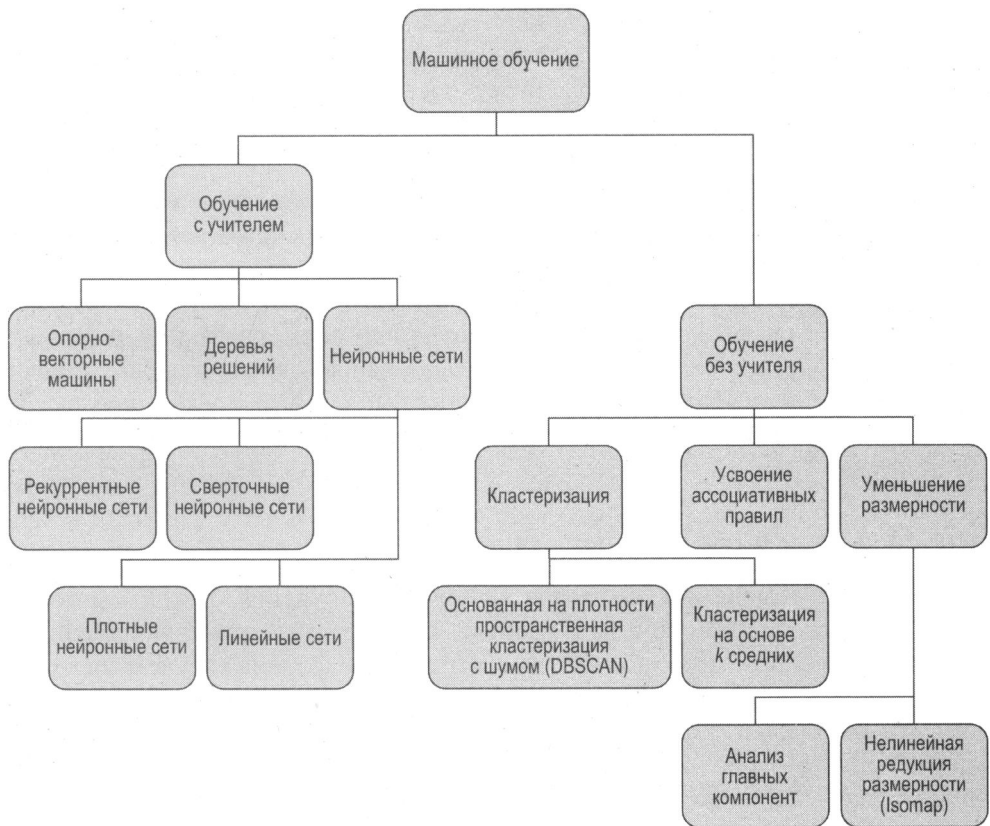 Машинное обучение
Обучение
с учителем
Опорно-
векторные
машины
Деревья
решений
Нейронные сети
Обучение
без учителя
Рекуррентные
нейронные сети
Сверточные
нейронные сети
Кластеризация
Усвоение
ассоциативных
правил
Уменьшение
размерности
Плотные
нейронные сети
Линейные сети
Основанная на плотности
пространственная
кластеризация
с шумом (DBSCAN)
Кластеризация
на основе
k средних
Анализ
главных
компонент
Нелинейная
редукция
размерности
(Isomap)